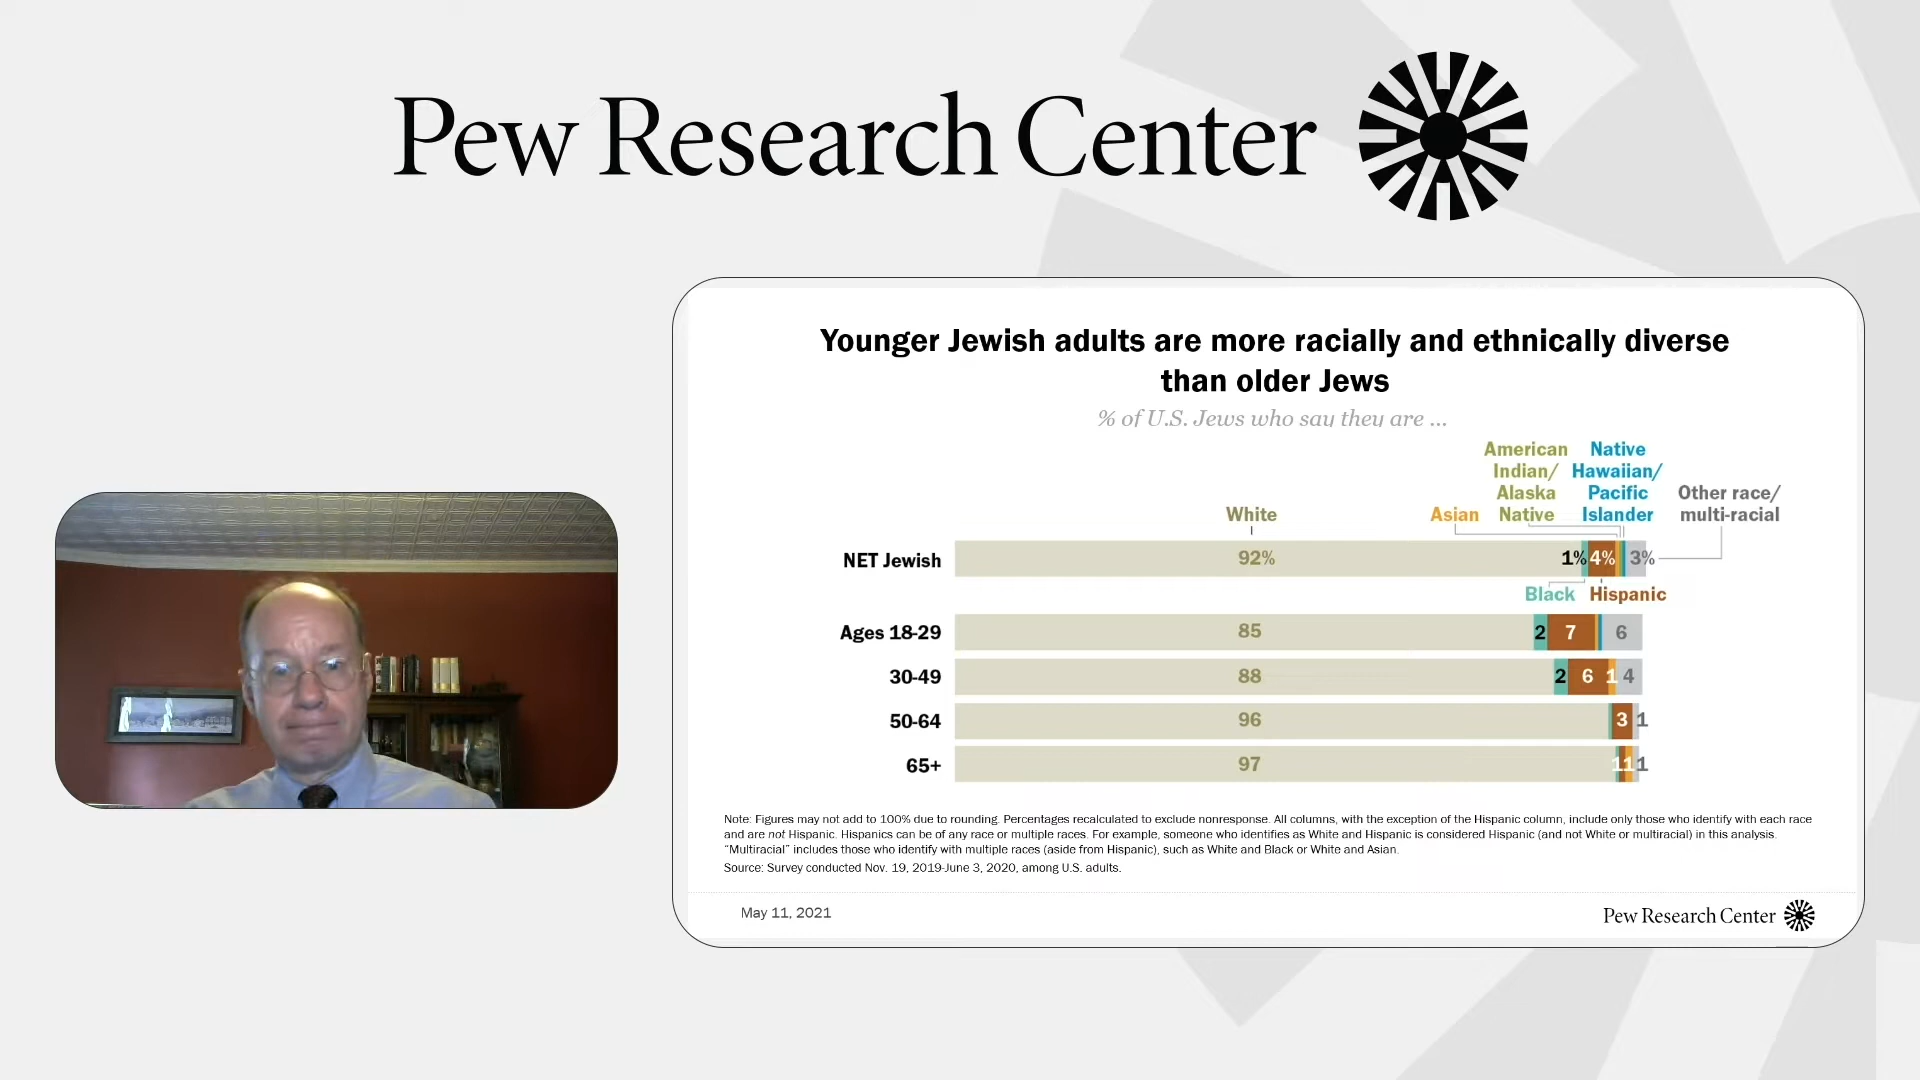 Pew Research Center
Younger Jewish adults are more racially and ethnically diverse
than older Jews
% of U.S. Jews who say they are ...
American
Indian/
Alaska
Native
Native
Hawaiian/
Pacific
Islander
Other race/
multi-racial
White
Asian
NET Jewish 92% 1% 4% 3%
Black Hispanic
Ages 18-29 85 2 7 6
30-49 88 2 6 1 4
50-64 96 3 1
65+ 97 1 1 1
Note: Figures may not add to 100% due to rounding. Percentages recalculated to exclude nonresponse. All columns, with the exception of the Hispanic column, include only those who identify with each race
and are not Hispanic. Hispanics can be of any race or multiple races. For example, someone who identifies as White and Hispanic is considered Hispanic (and not White or multiracial) in this analysis.
“Multiracial” includes those who identify with multiple races (aside from Hispanic), such as White and Black or White and Asian.
Source: Survey conducted Nov. 19, 2019-June 3, 2020, among U.S. adults.
May 11, 2021
Pew Research Center